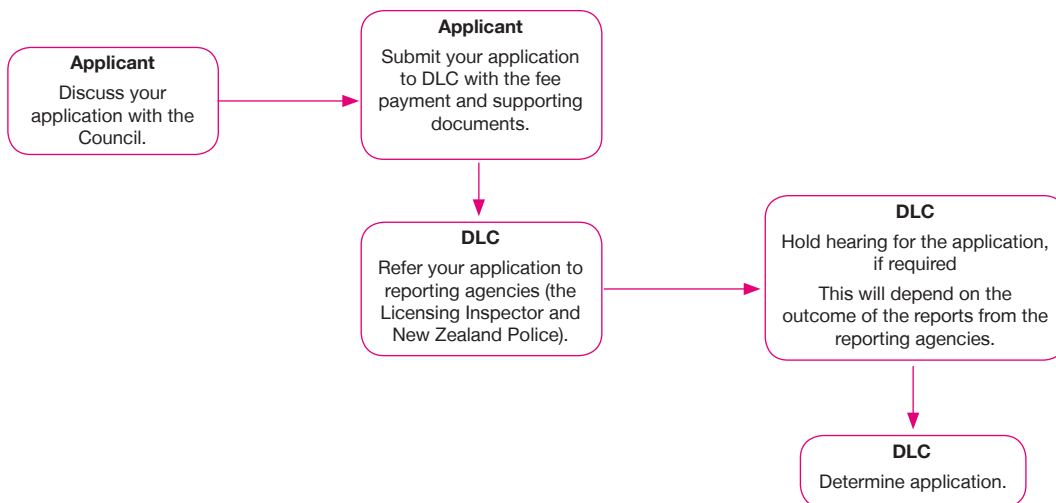 Applicant
Discuss your
application with the
Council.
Applicant
Submit your application
to DLC with the fee
payment and supporting
documents.
DLC
Refer your application to
reporting agencies (the
Licensing Inspector and
New Zealand Police).
DLC
Hold hearing for the application,
if required
This will depend on the
outcome of the reports from the
reporting agencies.
DLC
Determine application.